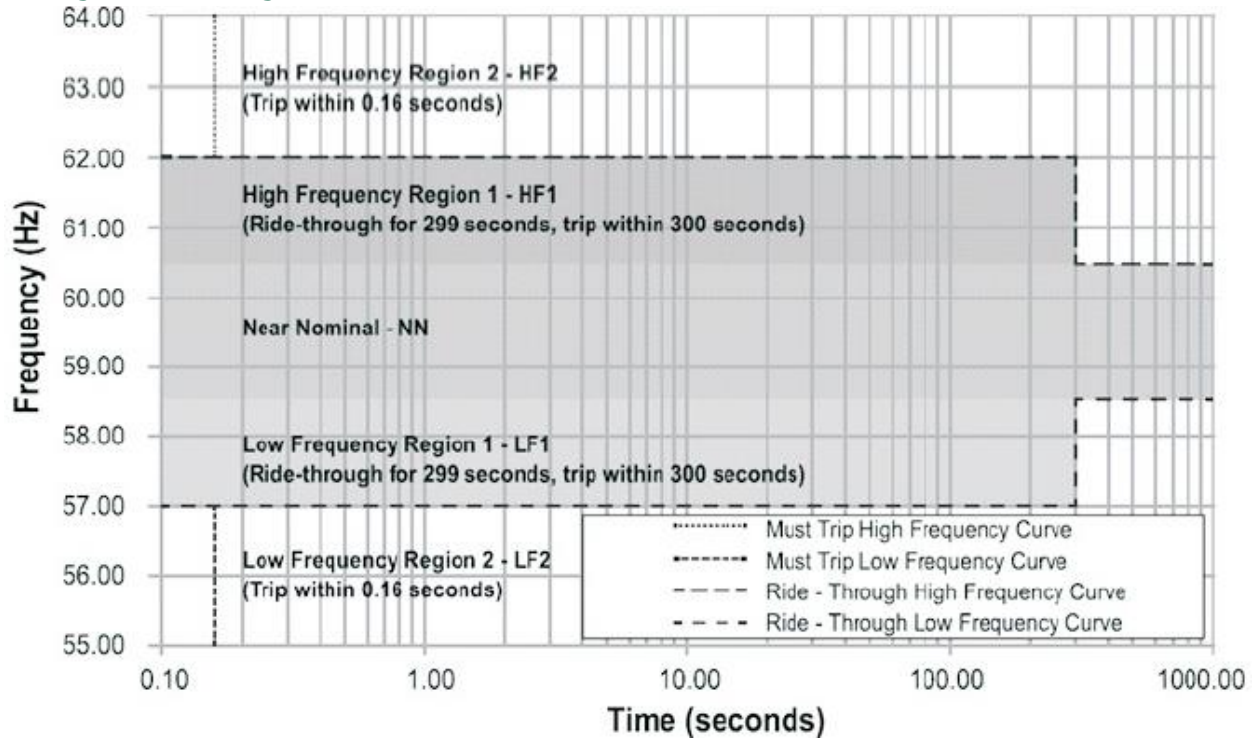 64.00
63.00
62.00
61.00
60.00
59.00
58.00
57.00
56.00
55.00
Frequency (Hz)
High Frequency Region 2 - HF2
(Trip within 0.16 seconds)
High Frequency Region 1 - HF1
(Ride-through for 299 seconds, trip within 300 seconds)
Near Nominal - NN
Low Frequency Region 1 - LF1
(Ride-through for 299 seconds, trip within 300 seconds)
Low Frequency Region 2 - LF2
(Trip within 0.16 seconds)
Must Trip High Frequency Curve
Must Trip Low Frequency Curve
Ride - Through High Frequency Curve
Ride - Through Low Frequency Curve
0.10 1.00 10.00 100.00 1000.00
Time (seconds)